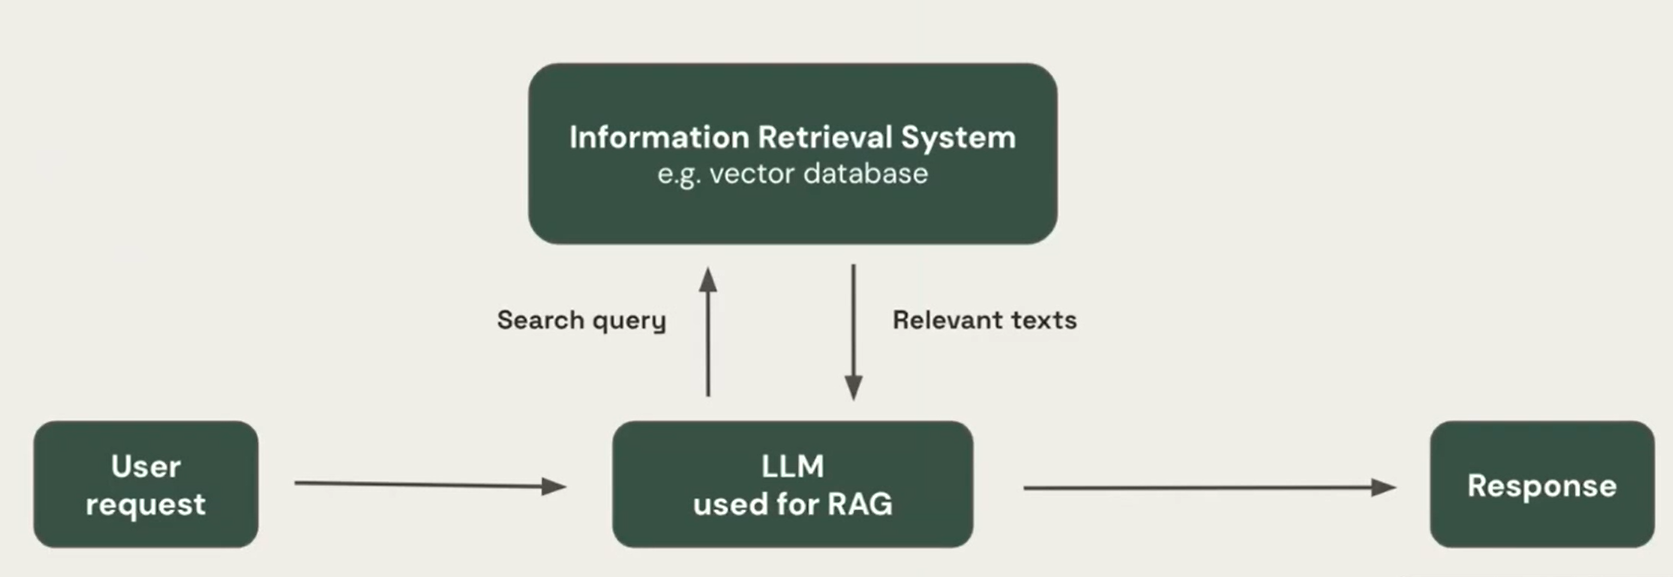 Information Retrieval System
e.g. vector database
Search query
Relevant texts
User
request
LLM
used for RAG
Response